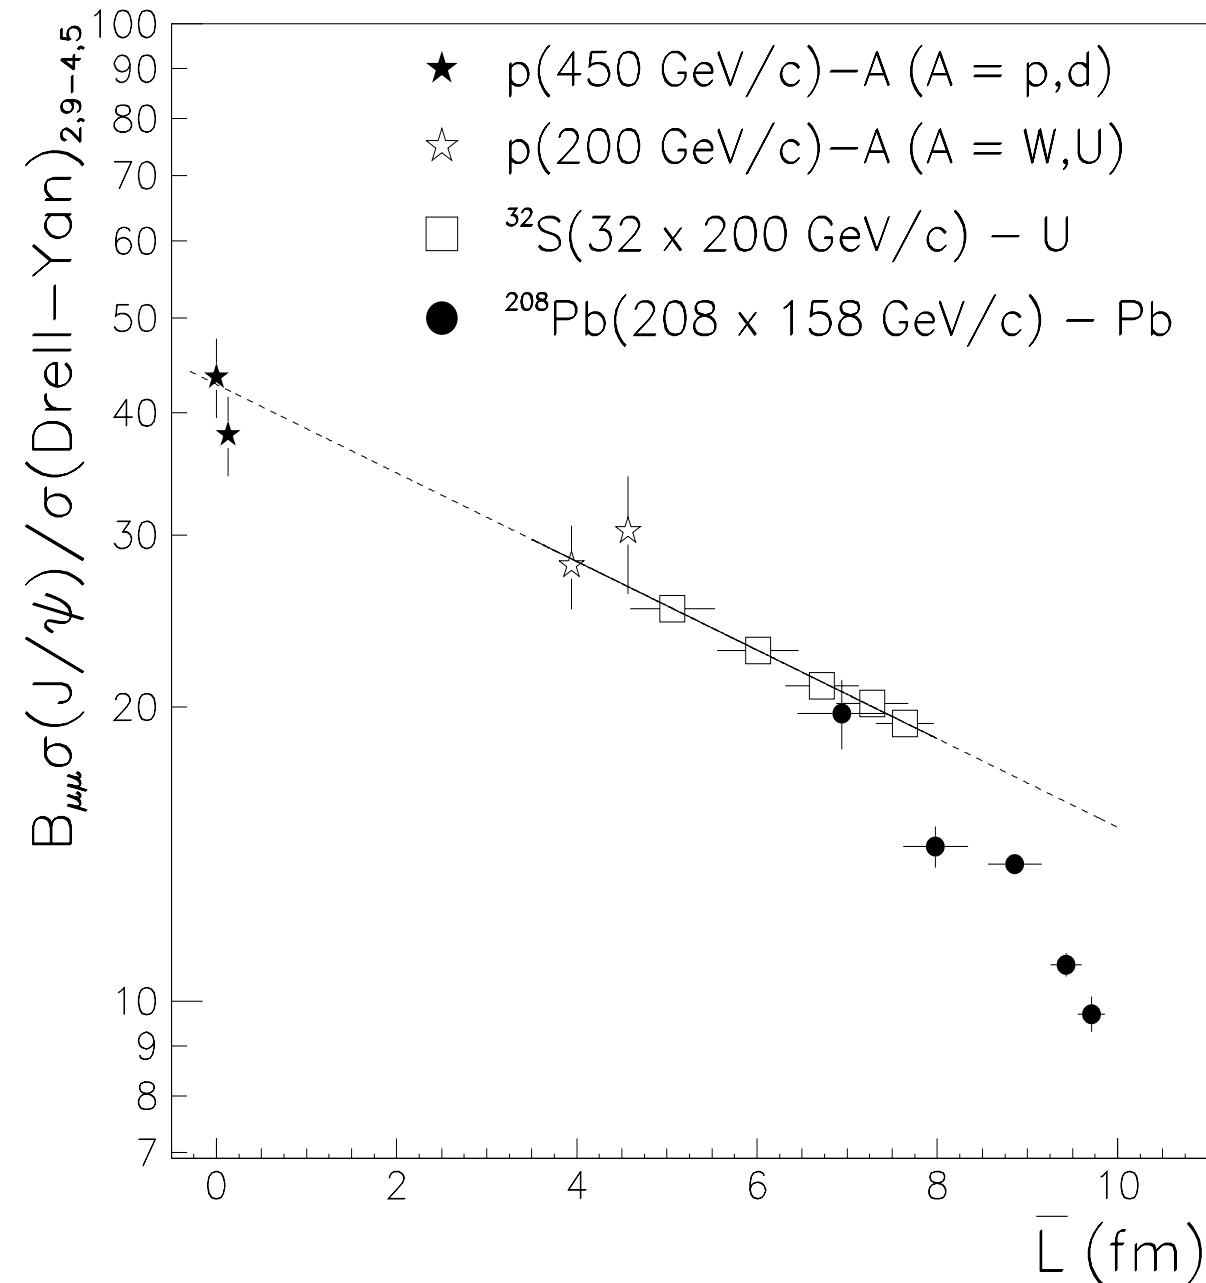 B_μμσ(J/ψ)/σ(Drell−Yan)_2,9−4,5
100
90
80
70
60
50
40
30
20
10
9
8
7
★ p(450 GeV/c)−A (A = p,d)
☆ p(200 GeV/c)−A (A = W,U)
□ ³²S(32 x 200 GeV/c) − U
● ²⁰⁸Pb(208 x 158 GeV/c) − Pb
0 2 4 6 8 10
L̅ (fm)